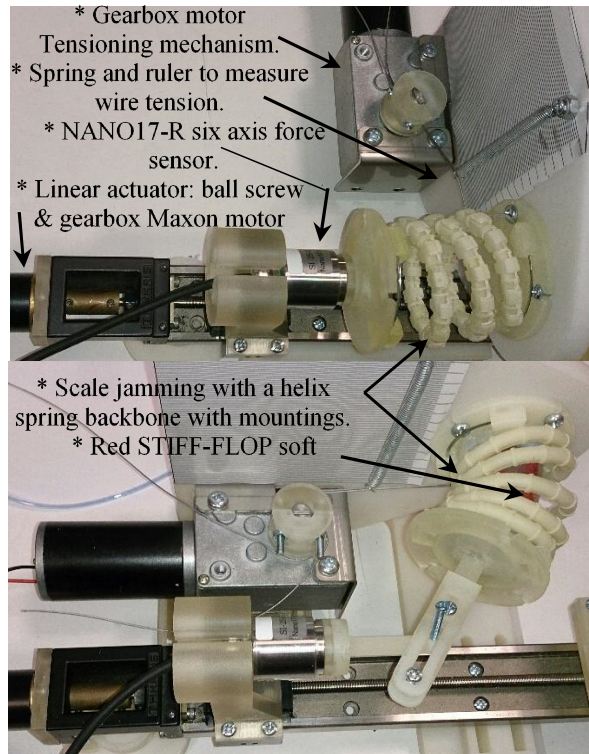 * Gearbox motor
Tensioning mechanism.
* Spring and ruler to measure
wire tension.
* NANO17-R six axis force
sensor.
* Linear actuator: ball screw
& gearbox Maxon motor
* Scale jamming with a helix
spring backbone with mountings.
* Red STIFF-FLOP soft